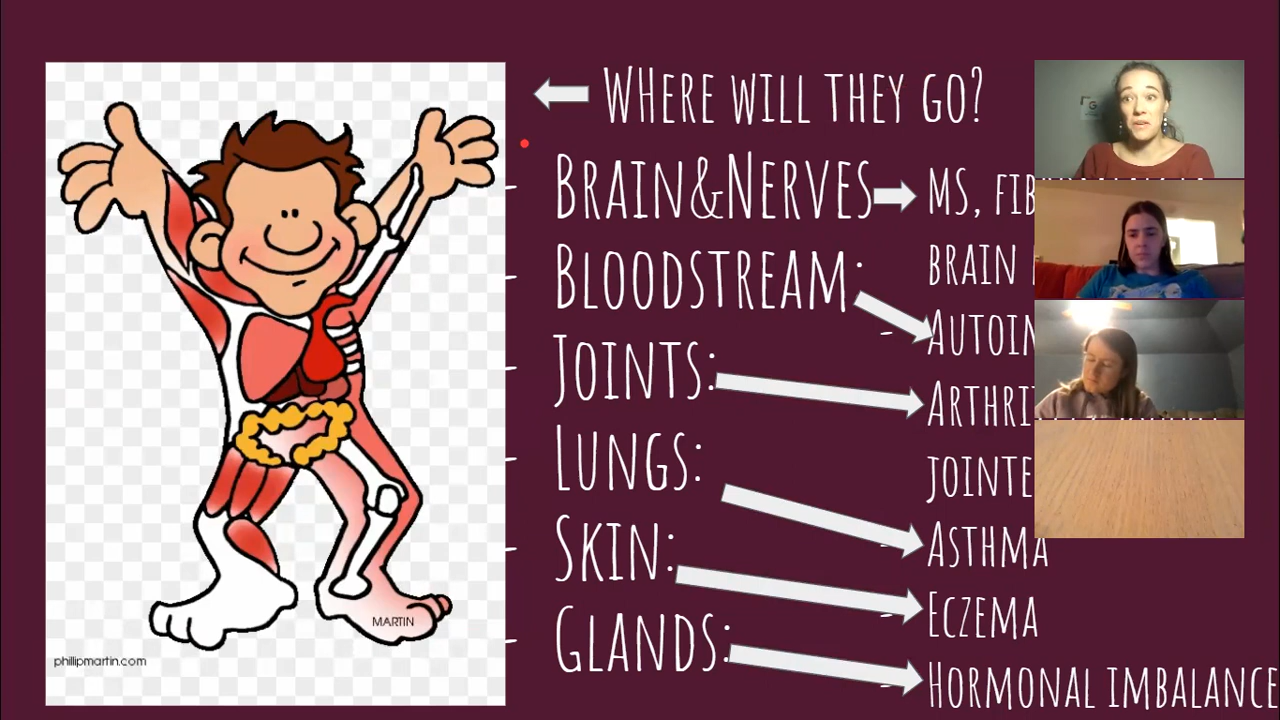 Where will they go?
Brain&Nerves
MS,
Bloodstream:
brain
Joints:
Lungs:
Asthma
Skin:
Eczema
Glands:
Hormonal imbalance
MARTIN
phillipmartin.com